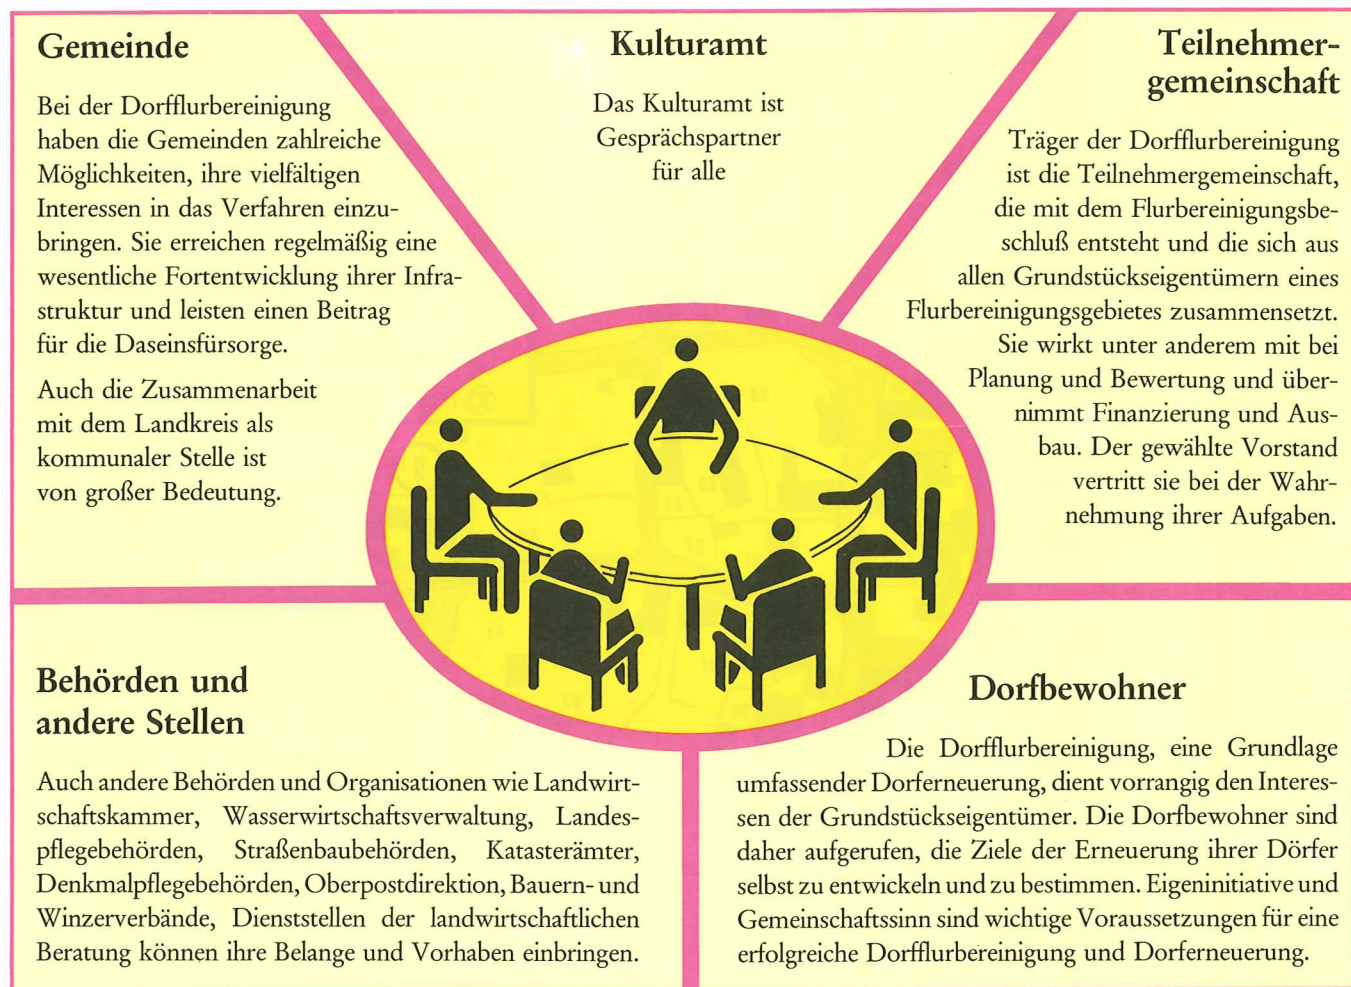 Gemeinde
Bei der Dorfflurbereinigung
haben die Gemeinden zahlreiche
Möglichkeiten, ihre vielfältigen
Interessen in das Verfahren einzu-
bringen. Sie erreichen regelmäßig eine
wesentliche Fortentwicklung ihrer Infra-
struktur und leisten einen Beitrag
für die Daseinsfürsorge.
Auch die Zusammenarbeit
mit dem Landkreis als
kommunaler Stelle ist
von großer Bedeutung.
Kulturamt
Das Kulturamt ist
Gesprächspartner
für alle
Teilnehmer-
gemeinschaft
Träger der Dorfflurbereinigung
ist die Teilnehmergemeinschaft,
die mit dem Flurbereinigungsbe-
schluß entsteht und die sich aus
allen Grundstückseigentümern eines
Flurbereinigungsgebietes zusammensetzt.
Sie wirkt unter anderem mit bei
Planung und Bewertung und über-
nimmt Finanzierung und Aus-
bau. Der gewählte Vorstand
vertritt sie bei der Wahr-
nehmung ihrer Aufgaben.
Behörden und
andere Stellen
Auch andere Behörden und Organisationen wie Landwirt-
schaftskammer, Wasserwirtschaftsverwaltung, Landes-
pflegebehörden, Straßenbaubehörden, Katasterämter,
Denkmalpflegebehörden, Oberpostdirektion, Bauern- und
Winzerverbände, Dienststellen der landwirtschaftlichen
Beratung können ihre Belange und Vorhaben einbringen.
Dorfbewohner
Die Dorfflurbereinigung, eine Grundlage
umfassender Dorferneuerung, dient vorrangig den Interes-
sen der Grundstückseigentümer. Die Dorfbewohner sind
daher aufgerufen, die Ziele der Erneuerung ihrer Dörfer
selbst zu entwickeln und zu bestimmen. Eigeninitiative und
Gemeinschaftssinn sind wichtige Voraussetzungen für eine
erfolgreiche Dorfflurbereinigung und Dorferneuerung.